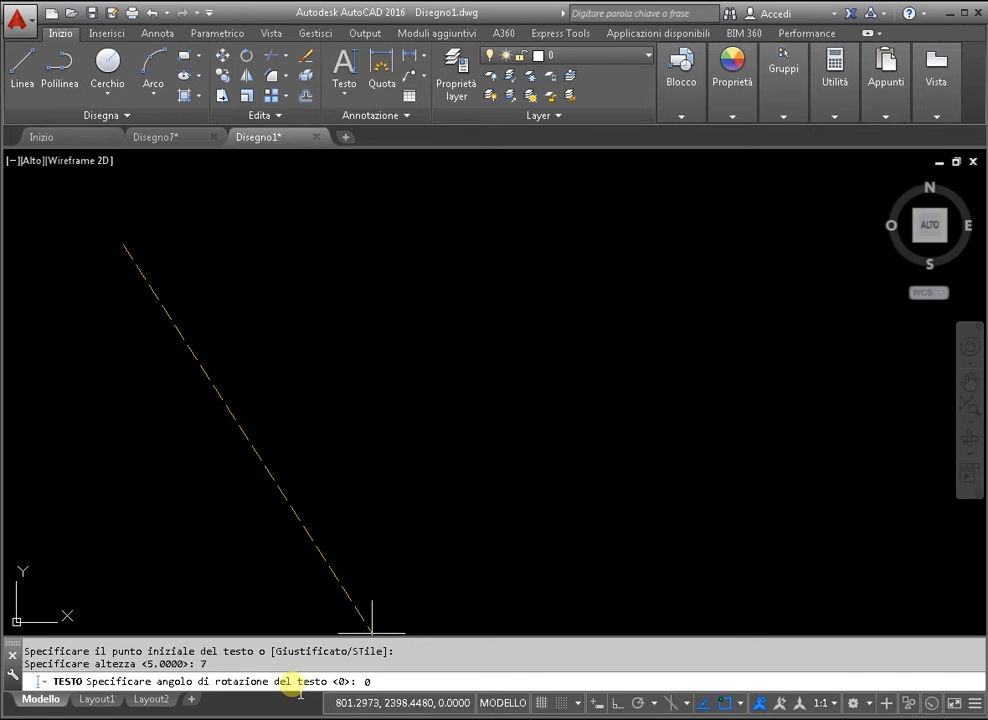 Autodesk AutoCAD 2016 Disegno1.dwg
Digitare parola chiave o frase
Accedi
Inizio Inserisci Annota Parametrico Vista Gestisci Output Moduli aggiuntivi A360 Express Tools Applicazioni disponibili BIM 360 Performance
Linea Polilinea Cerchio Arco
Testo Quota
Proprietà
layer
0
Blocco Proprietà Gruppi Utilità Appunti Vista
Disegna Edita Annotazione Layer
Inizio Disegno7* Disegno1*
[−][Alto][Wireframe 2D]
N
O ALTO E
S
WCS
Y
X
Specificare il punto iniziale del testo o [Giustificato/STile]:
Specificare altezza <5.0000>: 7
TESTO Specificare angolo di rotazione del testo <0>: 0
Modello Layout1 Layout2 +
801.2973, 2398.4480, 0.0000 MODELLO 1:1